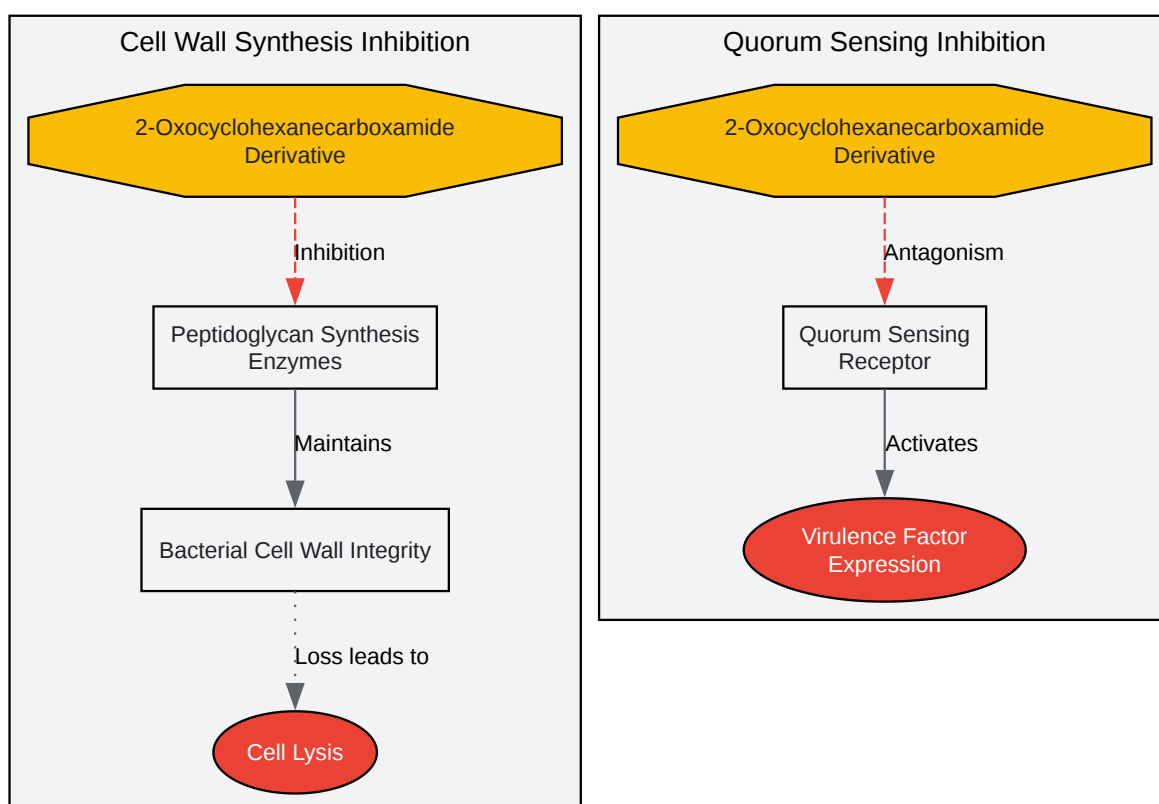 Cell Wall Synthesis Inhibition
2-Oxocyclohexanecarboxamide
Derivative
Inhibition
Peptidoglycan Synthesis
Enzymes
Maintains
Bacterial Cell Wall Integrity
Loss leads to
Cell Lysis
Quorum Sensing Inhibition
2-Oxocyclohexanecarboxamide
Derivative
Antagonism
Quorum Sensing
Receptor
Activates
Virulence Factor
Expression